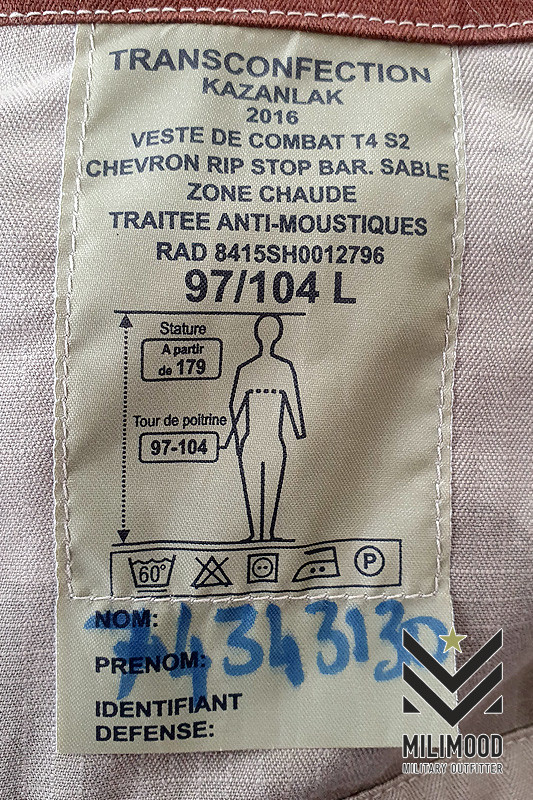 TRANSCONFECTION
KAZANLAK
2016
VESTE DE COMBAT T4 S2
CHEVRON RIP STOP BAR. SABLE
ZONE CHAUDE
TRAITEE ANTI-MOUSTIQUES
RAD 8415SH0012796
97/104 L
Stature
A partir
de 179
Tour de poitrine
97-104
60° P
NOM:
74343130
PRENOM:
IDENTIFIANT
DEFENSE:
MILIMOOD
MILITARY OUTFITTER